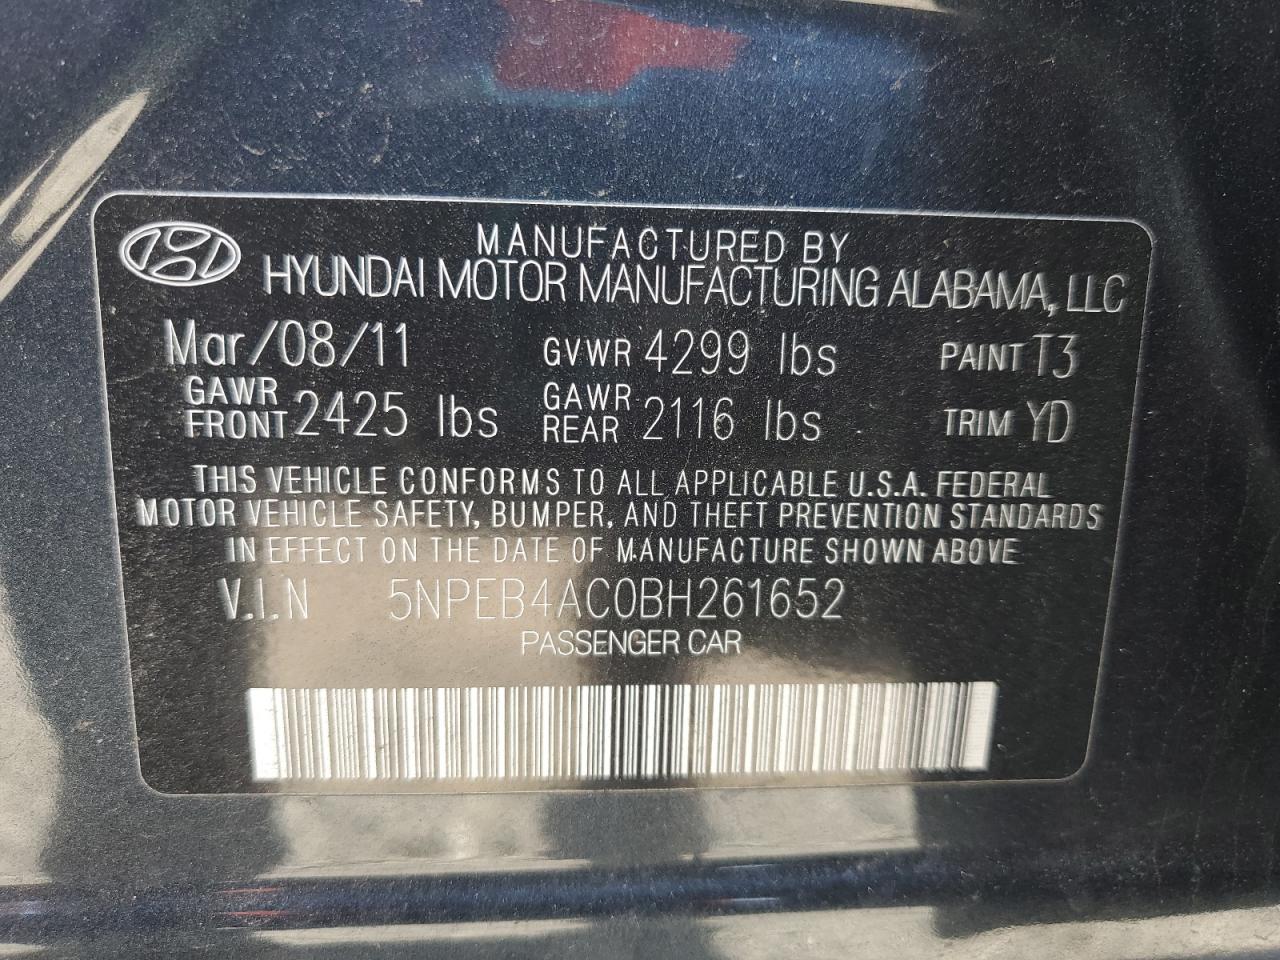 MANUFACTURED BY
HYUNDAI MOTOR MANUFACTURING ALABAMA, LLC
Mar/08/11 GVWR 4299 lbs PAINT T3
GAWR FRONT 2425 lbs GAWR REAR 2116 lbs TRIM YD
THIS VEHICLE CONFORMS TO ALL APPLICABLE U.S.A. FEDERAL
MOTOR VEHICLE SAFETY, BUMPER, AND THEFT PREVENTION STANDARDS
IN EFFECT ON THE DATE OF MANUFACTURE SHOWN ABOVE
V.I.N 5NPEB4AC0BH261652
PASSENGER CAR